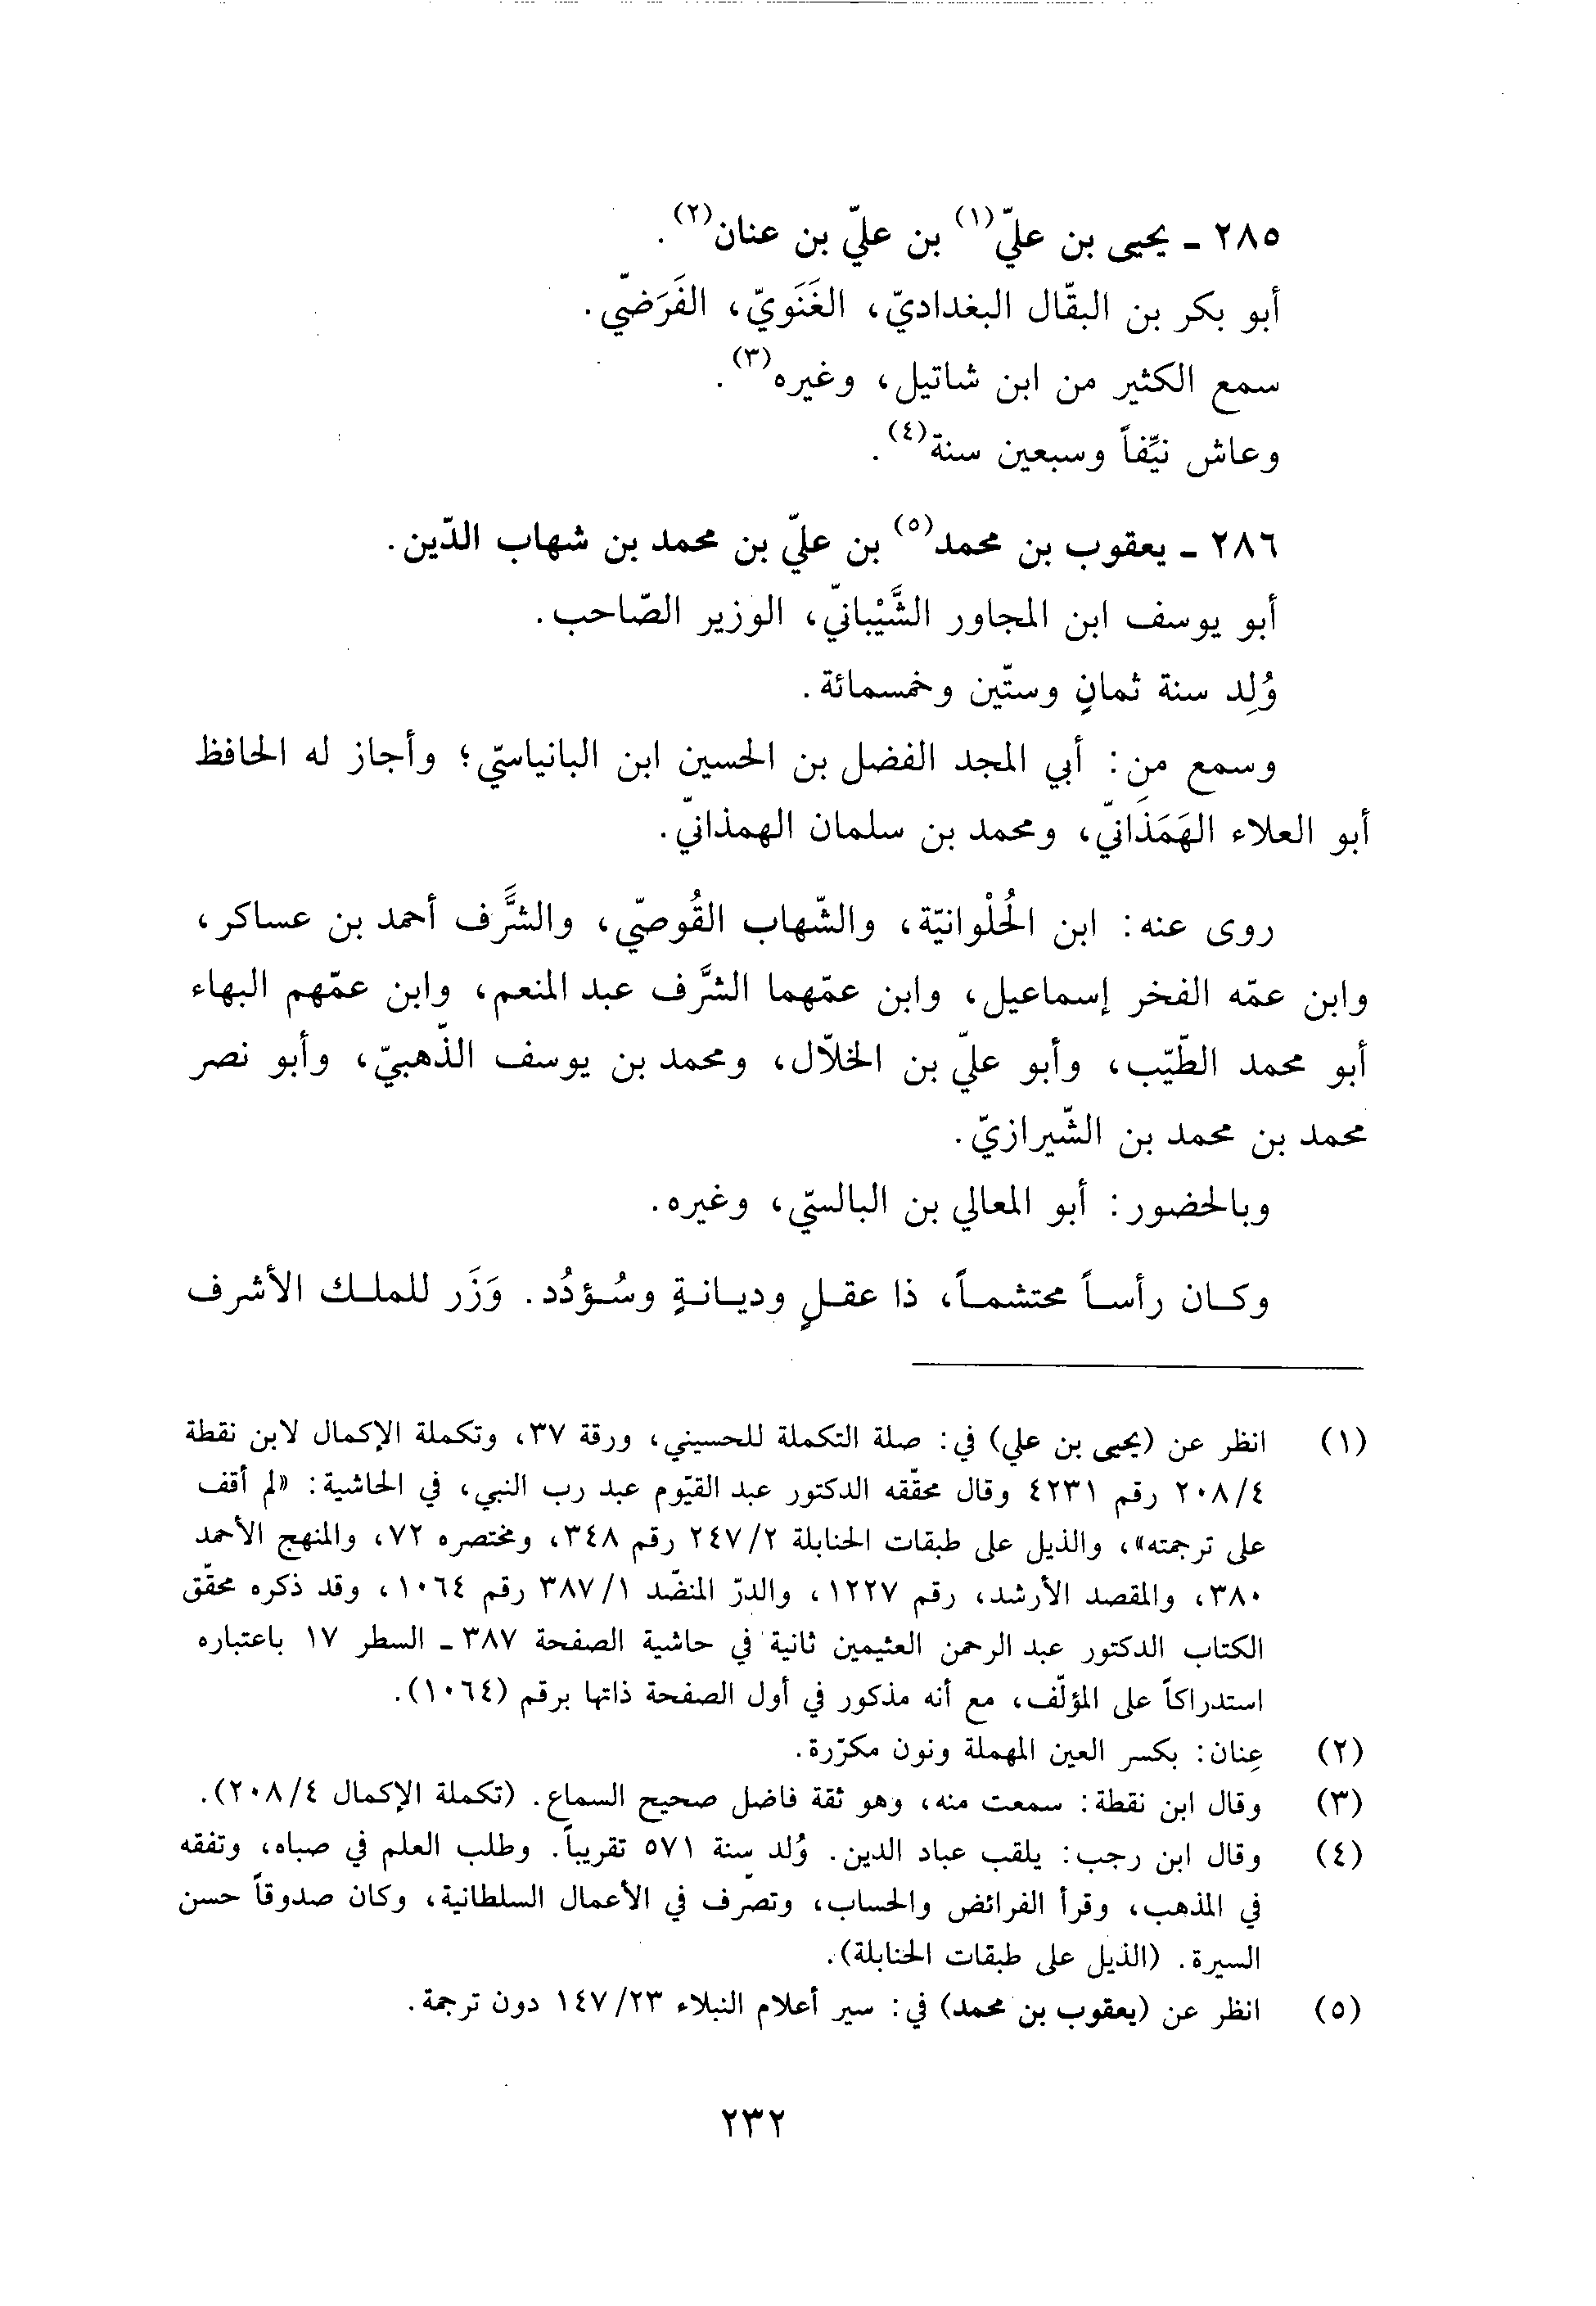 ٢٨٥ ـ يحيى بن عليّ(١) بن عليّ بن عنان(٢).
أبو بكر بن البقّال البغداديّ، الغَنَويّ، الفَرَضّي.
سمع الكثير من ابن شاتيل، وغيره(٣).
وعاش نيِّفاً وسبعين سنة(٤).
٢٨٦ ـ يعقوب بن محمد(٥) بن عليّ بن محمد بن شهاب الدّين.
أبو يوسف ابن المجاور الشَّيْبانيّ، الوزير الصّاحب.
وُلِد سنة ثمانٍ وستّين وخمسمائة.
وسمع من: أبي المجد الفضل بن الحسين ابن البانياسيّ؛ وأجاز له الحافظ
أبو العلاء الهَمَذَانيّ، ومحمد بن سلمان الهمذانيّ.
روى عنه: ابن الحُلْوانيّة، والشّهاب القُوصّي، والشَّرَف أحمد بن عساكر،
وابن عمّه الفخر إسماعيل، وابن عمّهما الشَّرَف عبد المنعم، وابن عمّهم البهاء
أبو محمد الطّيّب، وأبو عليّ بن الخلّال، ومحمد بن يوسف الذّهبيّ، وأبو نصر
محمد بن محمد بن الشّيرازيّ.
وبالحضور: أبو المعالي بن البالسيّ، وغيره.
وكان رأساً محتشماً، ذا عقلٍ وديانةٍ وسُؤدُد. وَزَر للملك الأشرف
(١) انظر عن (يحيى بن علي) في: صلة التكملة للحسيني، ورقة ٣٧، وتكملة الإكمال لابن نقطة
٢٠٨/٤ رقم ٤٢٣١ وقال محقّقه الدكتور عبد القيّوم عبد رب النبي، في الحاشية: «لم أقف
على ترجمته»، والذيل على طبقات الحنابلة ٢٤٧/٢ رقم ٣٤٨، ومختصره ٧٢، والمنهج الأحمد
٣٨٠، والمقصد الأرشد، رقم ١٢٢٧، والدرّ المنضّد ٣٨٧/١ رقم ١٠٦٤، وقد ذكره محقّق
الكتاب الدكتور عبد الرحمن العثيمين ثانية في حاشية الصفحة ٣٨٧ ـ السطر ١٧ باعتباره
استدراكاً على المؤلّف، مع أنه مذكور في أول الصفحة ذاتها برقم (١٠٦٤).
(٢) عِنان: بكسر العين المهملة ونون مكرّرة.
(٣) وقال ابن نقطة: سمعت منه، وهو ثقة فاضل صحيح السماع. (تكملة الإكمال ٢٠٨/٤).
(٤) وقال ابن رجب: يلقب عباد الدين. وُلد سنة ٥٧١ تقريباً. وطلب العلم في صباه، وتفقه
في المذهب، وقرأ الفرائض والحساب، وتصّرف في الأعمال السلطانية، وكان صدوقاً حسن
السيرة. (الذيل على طبقات الحنابلة).
(٥) انظر عن (يعقوب بن محمد) في: سير أعلام النبلاء ١٤٧/٢٣ دون ترجمة.
٢٣٢